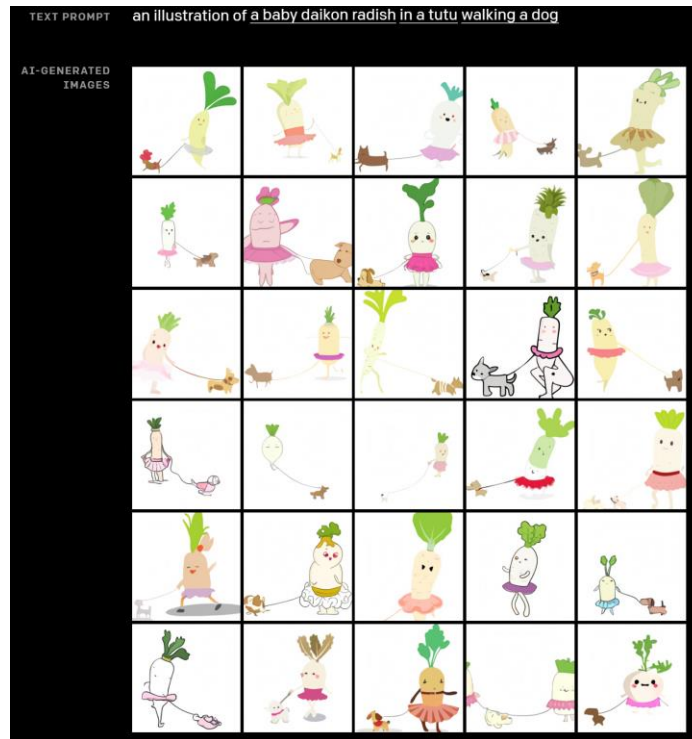 TEXT PROMPT an illustration of a baby daikon radish in a tutu walking a dog
AI-GENERATED
IMAGES